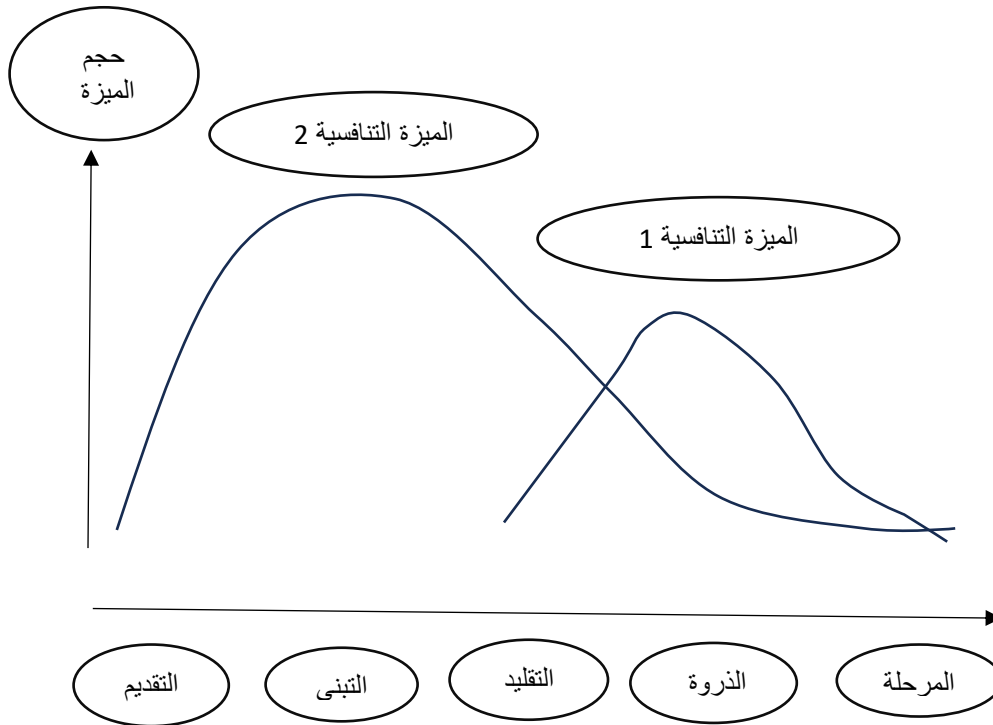 حجم
الميزة
الميزة التنافسية 2
الميزة التنافسية 1
المرحلة
الذروة
التقليد
التبنى
التقديم